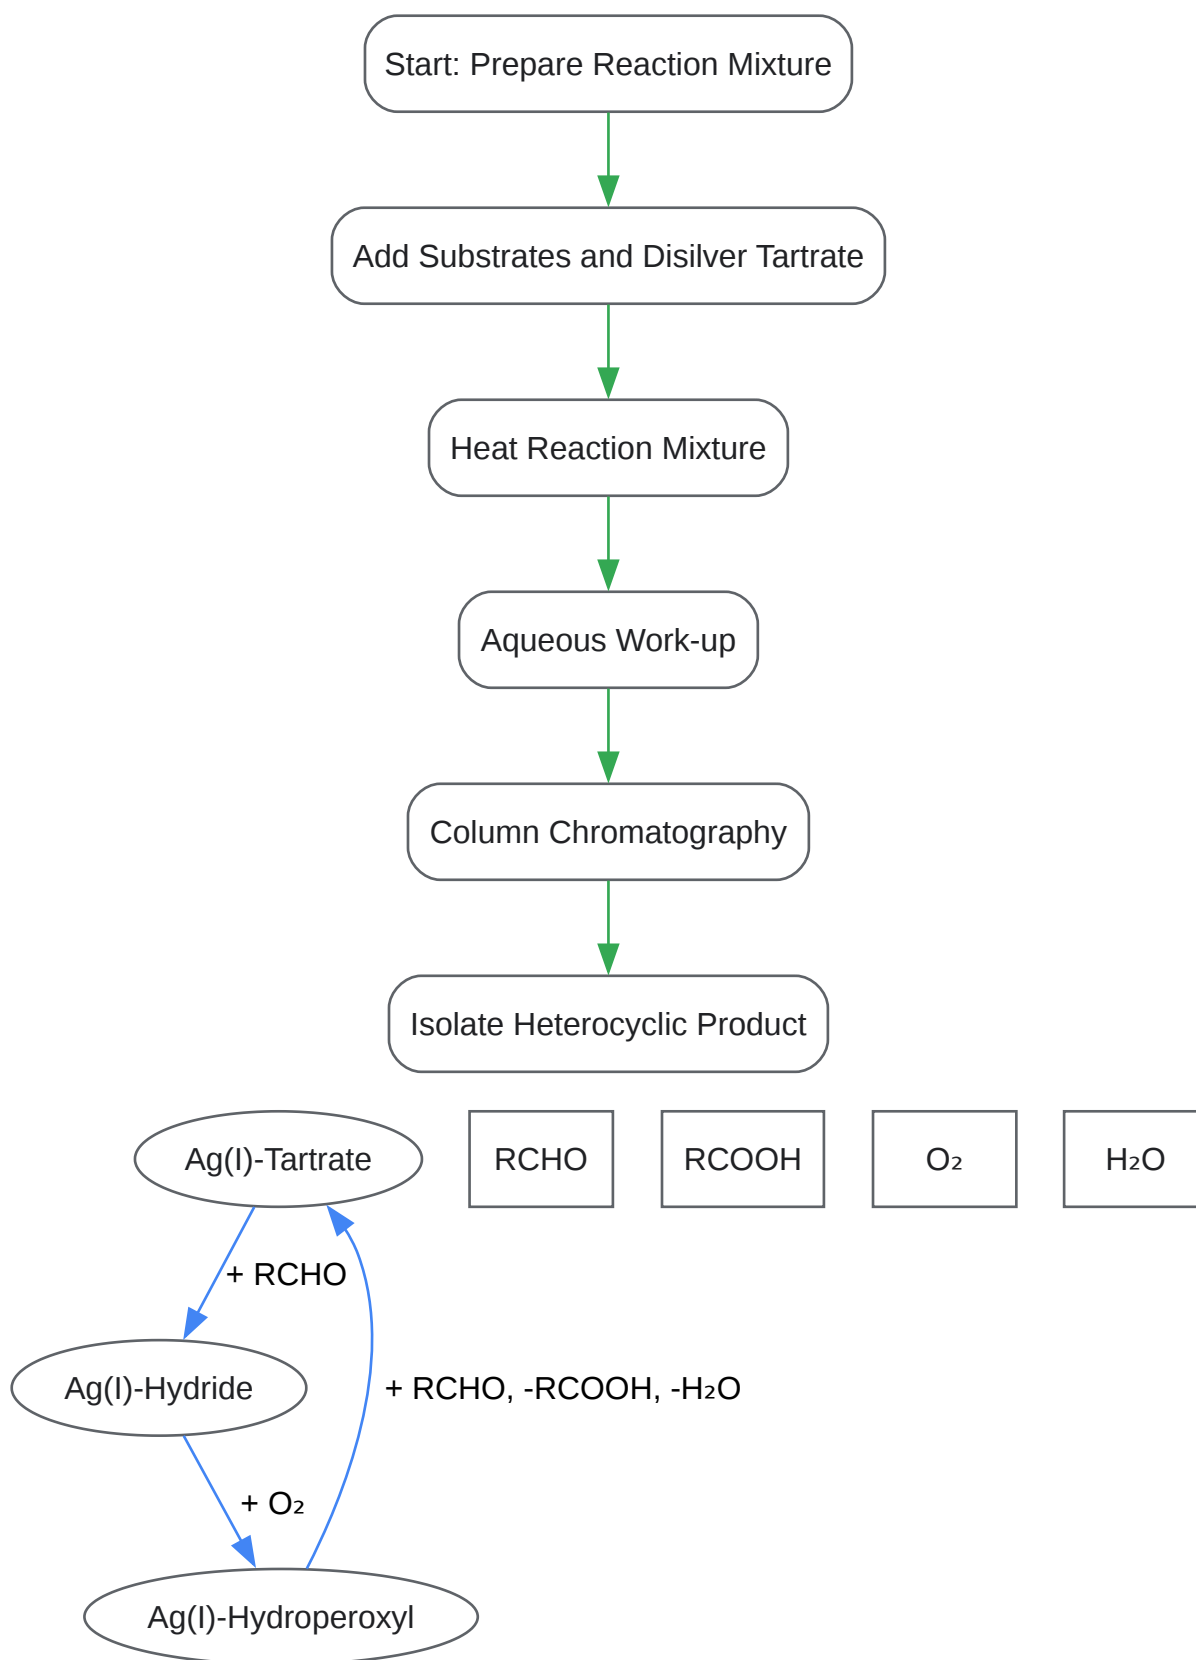 Start: Prepare Reaction Mixture
Add Substrates and Disilver Tartrate
Heat Reaction Mixture
Aqueous Work-up
Column Chromatography
Isolate Heterocyclic Product
Ag(I)-Tartrate
RCHO
RCOOH
O₂
H₂O
+ RCHO
Ag(I)-Hydride
+ RCHO, -RCOOH, -H₂O
+ O₂
Ag(I)-Hydroperoxyl